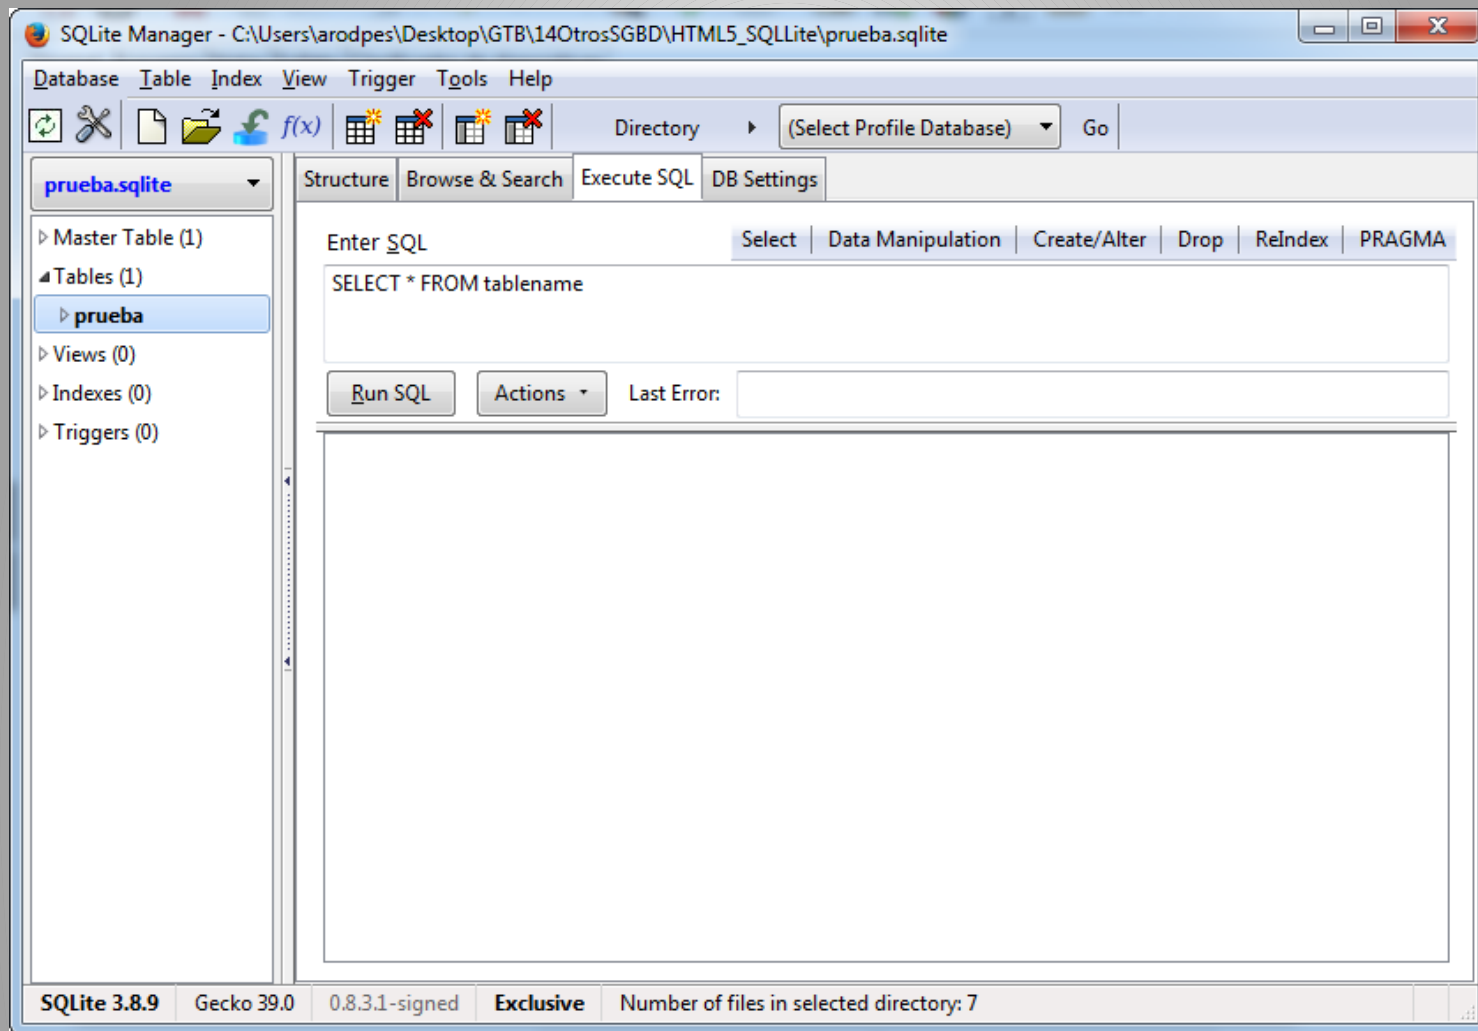 SQLite Manager - C:\Users\arodpes\Desktop\GTB\14OtrosSGBD\HTML5_SQLLite\prueba.sqlite
Database Table Index View Trigger Tools Help
f(x) Directory (Select Profile Database) Go
prueba.sqlite
Structure Browse & Search Execute SQL DB Settings
Master Table (1)
Tables (1)
prueba
Views (0)
Indexes (0)
Triggers (0)
Enter SQL Select Data Manipulation Create/Alter Drop ReIndex PRAGMA
SELECT * FROM tablename
Run SQL Actions Last Error:
SQLite 3.8.9 Gecko 39.0 0.8.3.1-signed Exclusive Number of files in selected directory: 7